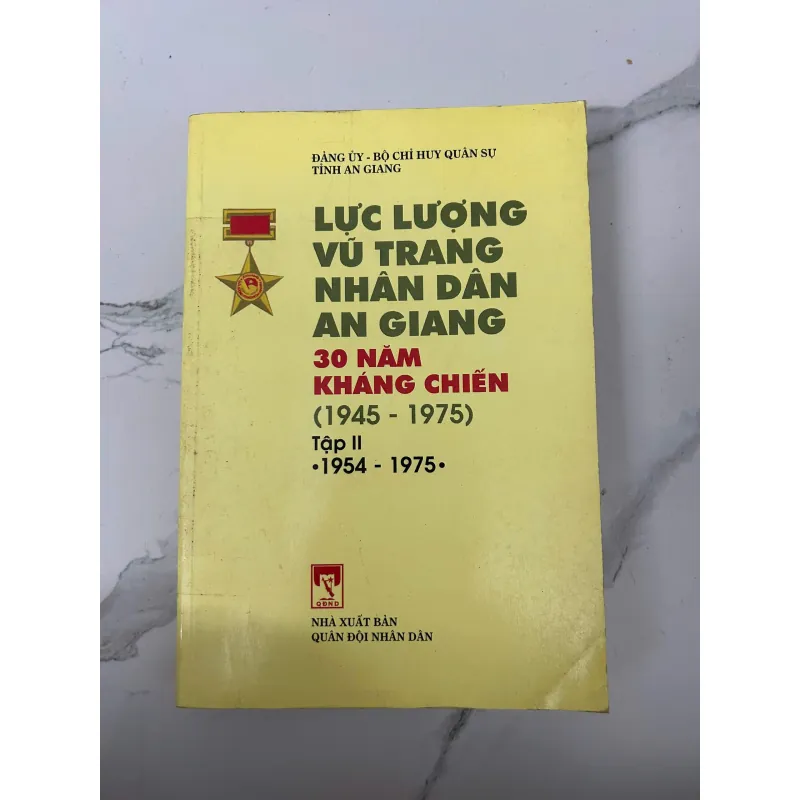 ĐẢNG ỦY - BỘ CHỈ HUY QUÂN SỰ
TỈNH AN GIANG
LỰC LƯỢNG
VŨ TRANG
NHÂN DÂN
AN GIANG
30 NĂM
KHÁNG CHIẾN
(1945 - 1975)
Tập II
•1954 - 1975•
QĐND
NHÀ XUẤT BẢN
QUÂN ĐỘI NHÂN DÂN